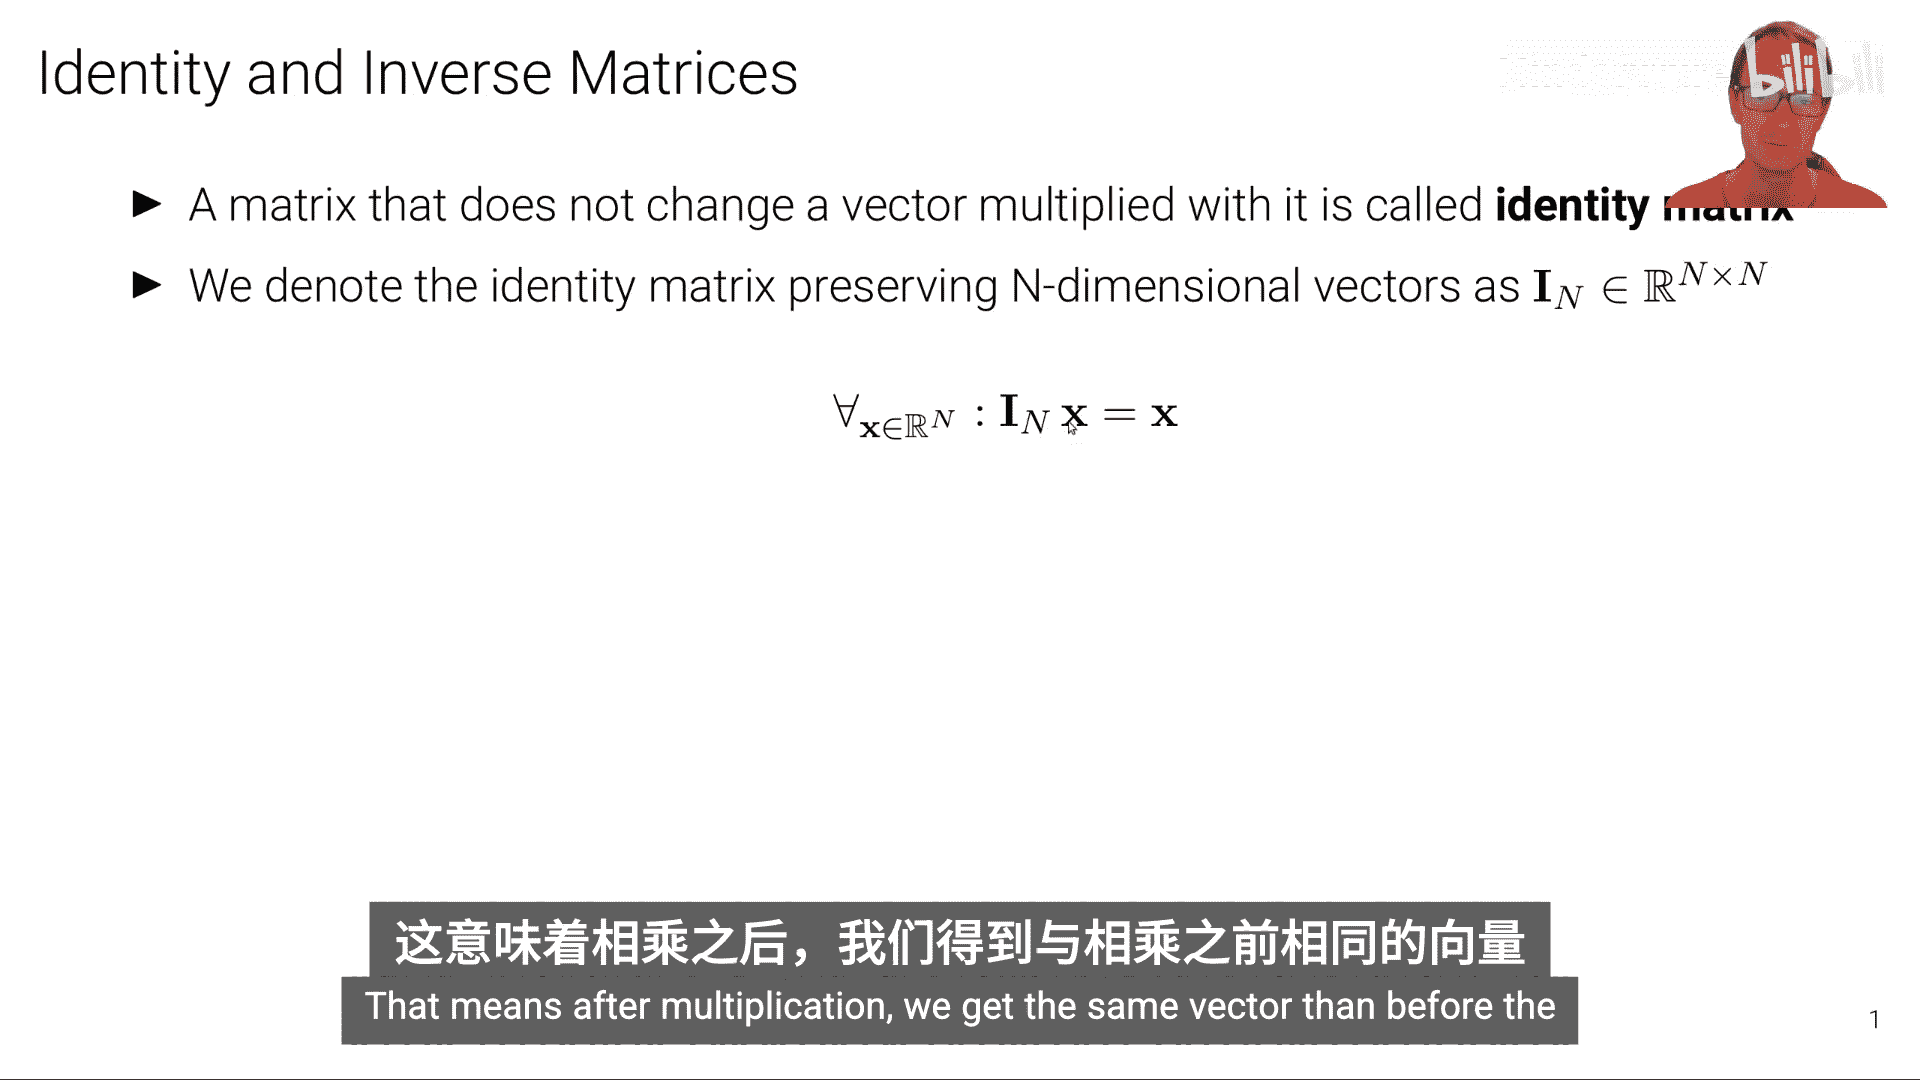 Identity and Inverse Matrices
bilibili
► A matrix that does not change a vector multiplied with it is called identity matrix
► We denote the identity matrix preserving N-dimensional vectors as I_N ∈ ℝ^{N×N}
∀_{x∈ℝ^N} : I_N x = x
这意味着相乘之后，我们得到与相乘之前相同的向量
That means after multiplication, we get the same vector than before the
1